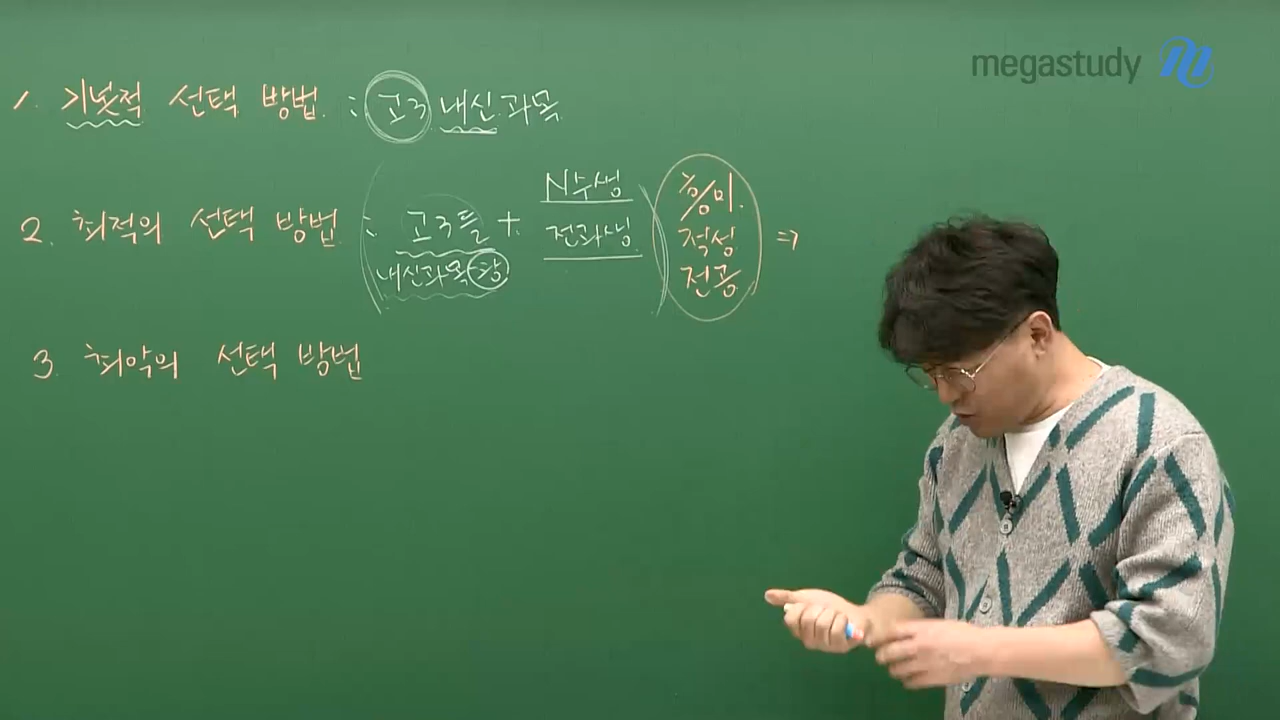 megastudy
1. 기본적 선택 방법 : 고3 내신 과목
2. 최적의 선택 방법 : 고3들 + N수생 흥미.
전과생 적성 ⇒
내신과목 전공
3. 최악의 선택 방법